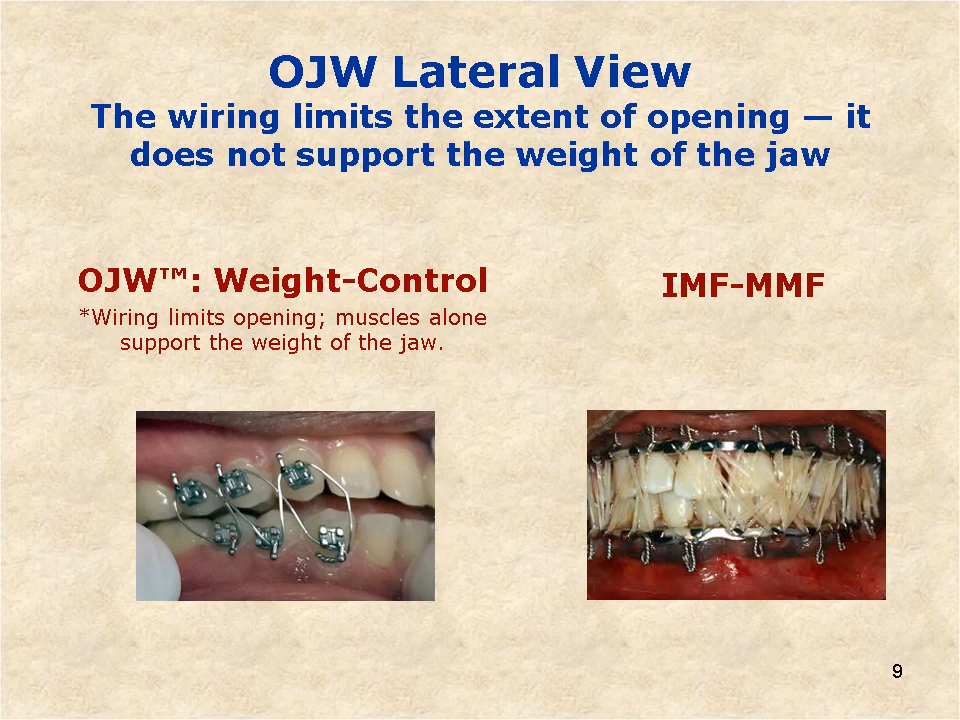 OJW Lateral View
The wiring limits the extent of opening — it
does not support the weight of the jaw
OJW™: Weight-Control
*Wiring limits opening; muscles alone
support the weight of the jaw.
IMF-MMF
9